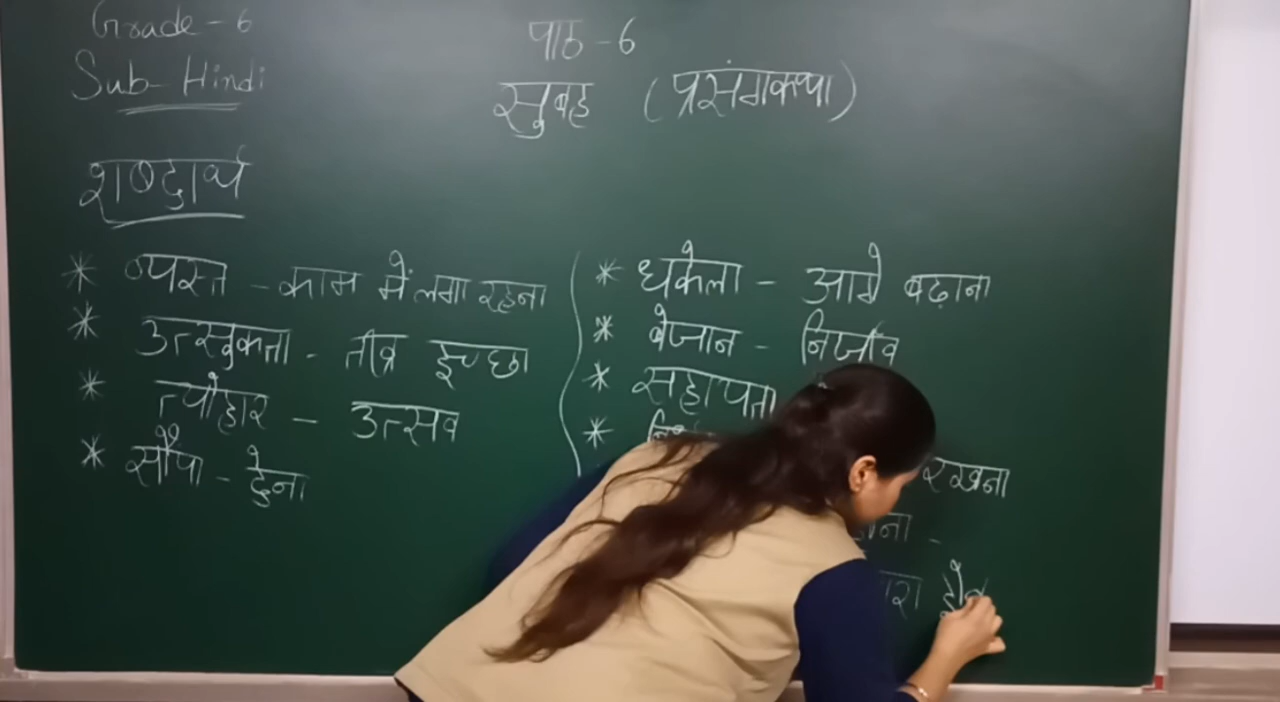 Grade - 6
Sub - Hindi
पाठ - 6
सुबह (प्रसंगकथा)
शब्दार्थ
* व्यस्त - काम में लगा रहना
* उत्सुकता - तीव्र इच्छा
* त्यौहार - उत्सव
* सौंपा - देना
* धकेला - आगे बढ़ाना
* बेजान - निर्जीव
* सहायता
*
रखना